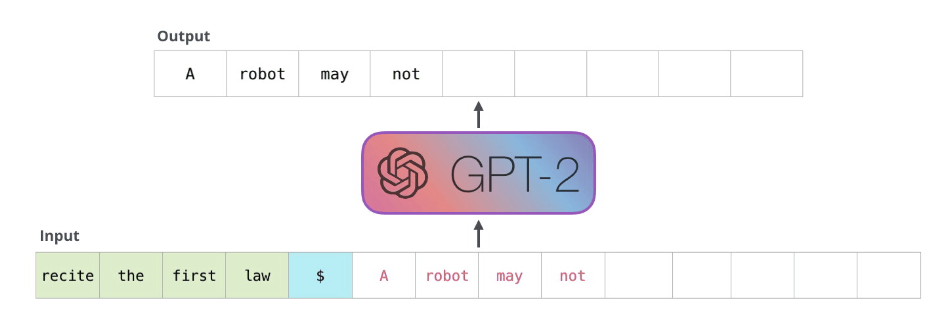 Output
A robot may not
GPT-2
Input
recite the first law $ A robot may not